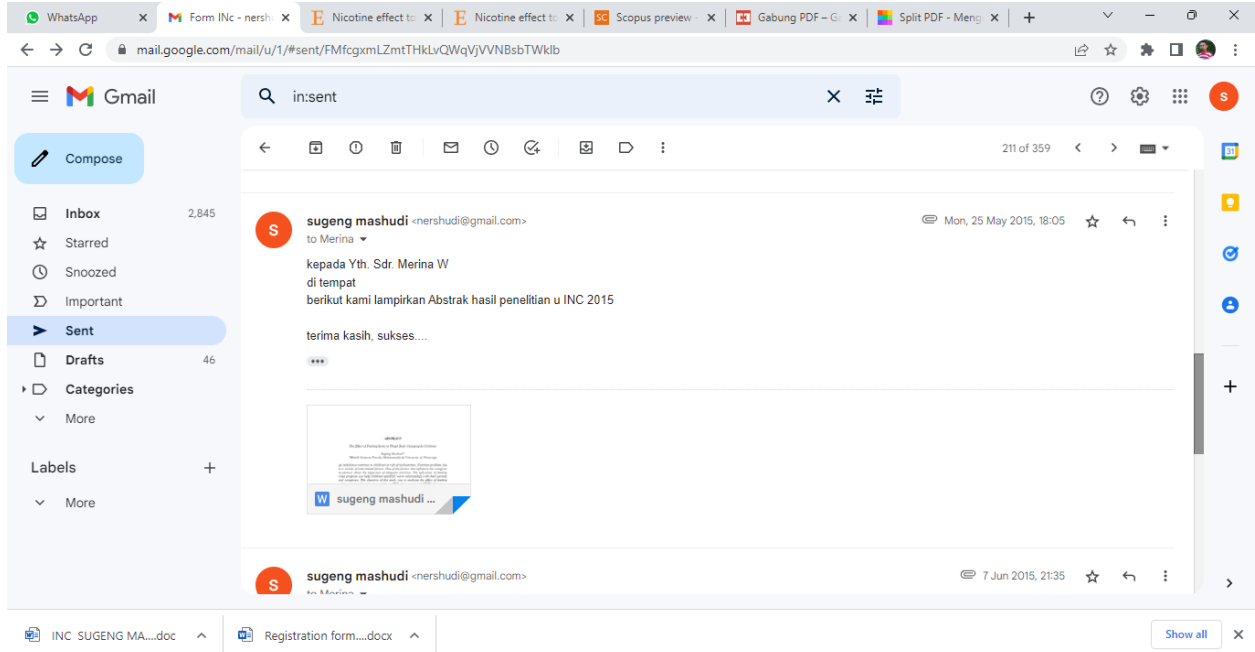 WhatsApp
Form INc - nersh
Nicotine effect to
Nicotine effect to
Scopus preview -
Gabung PDF – G
Split PDF - Meng
mail.google.com/mail/u/1/#sent/FMfcgxmLZmtTHkLvQWqVjVVNBsbTWklb
Gmail
in:sent
S
Compose
211 of 359
Inbox 2,845
Starred
Snoozed
Important
Sent
Drafts 46
Categories
More
Labels
More
S
sugeng mashudi <nershudi@gmail.com>
Mon, 25 May 2015, 18:05
to Merina
kepada Yth. Sdr. Merina W
di tempat
berikut kami lampirkan Abstrak hasil penelitian u INC 2015
terima kasih, sukses....
ABSTRACT
W sugeng mashudi ...
S
sugeng mashudi <nershudi@gmail.com>
7 Jun 2015, 21:35
to Merina
31
INC SUGENG MA....doc
Registration form....docx
Show all